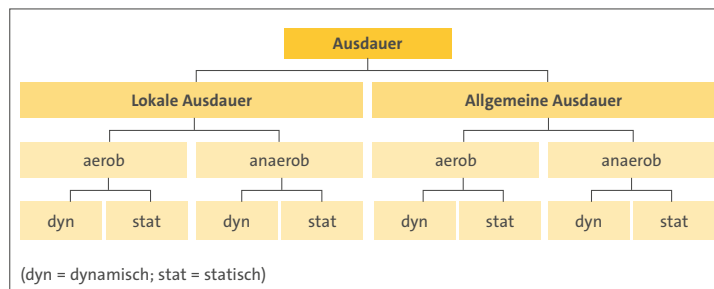 Ausdauer
Lokale Ausdauer Allgemeine Ausdauer
aerob anaerob aerob anaerob
dyn stat dyn stat dyn stat dyn stat
(dyn = dynamisch; stat = statisch)